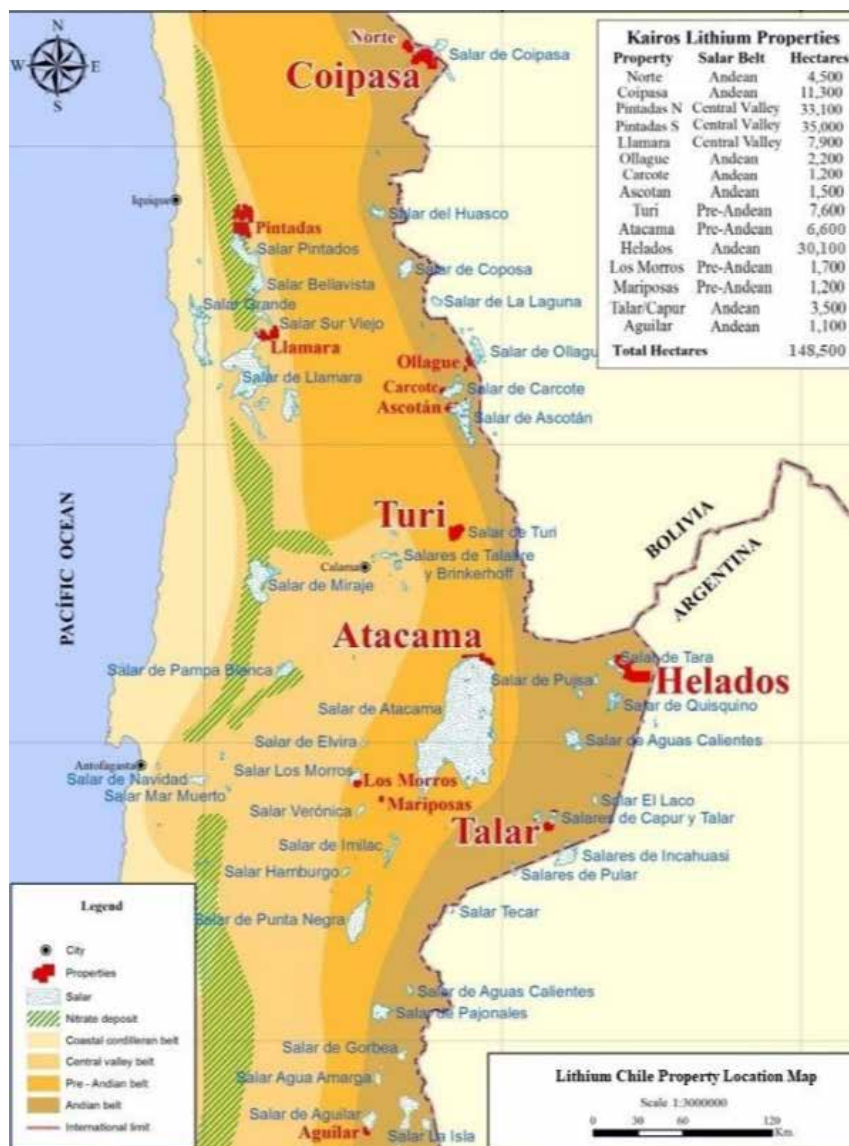 N
W E
S
Norte
Salar de Coipasa
Coipasa
Kairos Lithium Properties
Property Salar Belt Hectares
Norte Andean 4,500
Coipasa Andean 11,300
Pintadas N Central Valley 33,100
Pintadas S Central Valley 35,000
Llamara Central Valley 7,900
Ollague Andean 2,200
Carcote Andean 1,200
Ascotan Andean 1,500
Turi Pre-Andean 7,600
Atacama Pre-Andean 6,600
Helados Andean 30,100
Los Morros Pre-Andean 1,700
Mariposas Pre-Andean 1,200
Talar/Capur Andean 3,500
Aguilar Andean 1,100
Total Hectares 148,500
Iquique
Salar del Huasco
Pintadas
Salar Pintados
Salar de Coposa
Salar Bellavista
Salar Grande
Salar de La Laguna
Salar Sur Viejo
Llamara
Salar de Ollagu
Ollague
Salar de Llamara
Carcote
Salar de Carcote
Ascotán
Salar de Ascotán
PACÍFIC OCEAN
BOLIVIA
ARGENTINA
Turi
Salar de Turi
Calama
Salares de Talabre
y Brinkerhoff
Salar de Miraje
Atacama
Salar de Pampa Blenca
Salar de Tara
Salar de Pujsa
Helados
Salar de Atacama
Salar de Quisquino
Salar de Elvira
Salar de Aguas Calientes
Antofagasta
Salar de Navidad
Salar Los Morros
Los Morros
Salar Mar Muerto
Mariposas
Salar El Laco
Salar Verónica
Salares de Capur y Talar
Talar
Salar de Imilac
Salares de Incahuasi
Salar Hamburgo
Salares de Pular
Salar de Punta Negra
Salar Tecar
Salar de Aguas Calientes
Salar de Pajonales
Salar de Gorbea
Salar Agua Amarga
Salar de Aguilar
Aguilar
Salar La Isla
Legend
City
Properties
Salar
Nitrate deposit
Coastal cordilleran belt
Central valley belt
Pre - Andian belt
Andian belt
International limit
Lithium Chile Property Location Map
Scale 1:3000000
0 30 60 120
Km.